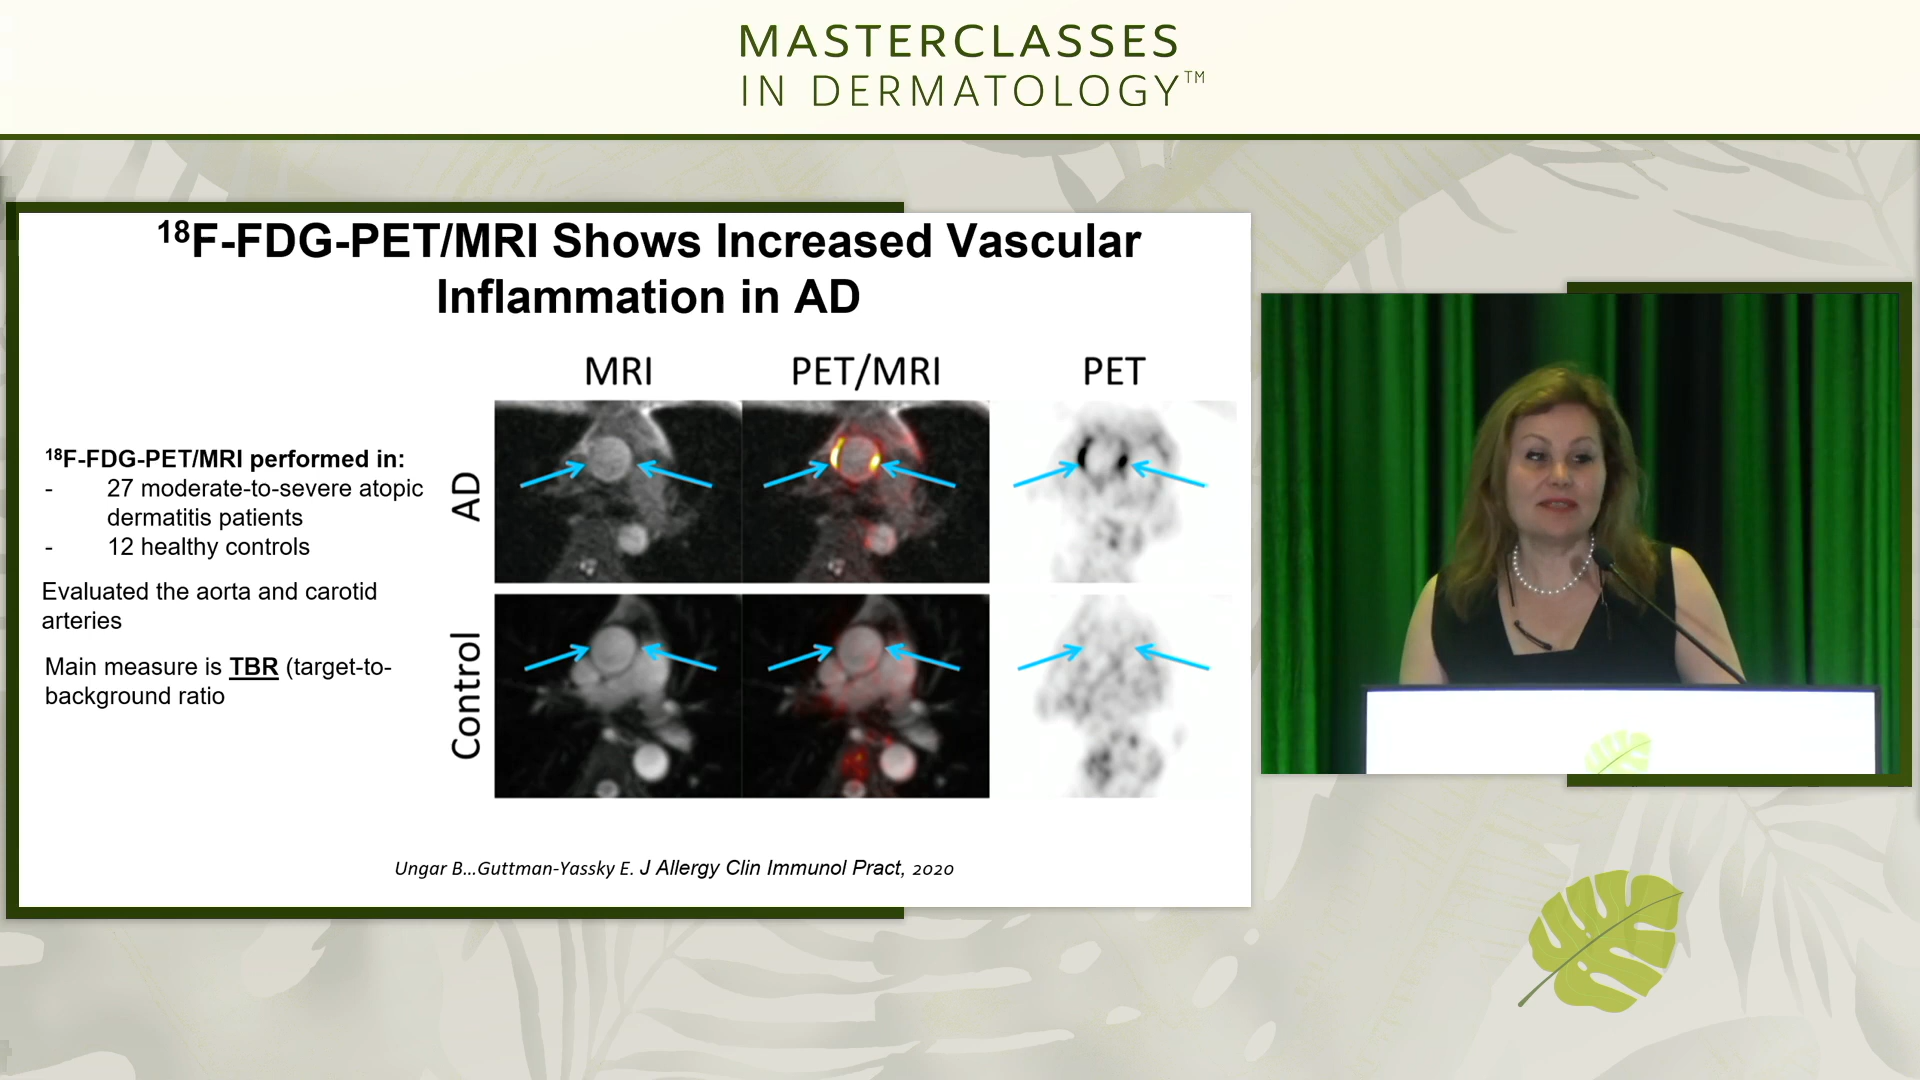 MASTERCLASSES
IN DERMATOLOGY™
¹⁸F-FDG-PET/MRI Shows Increased Vascular
Inflammation in AD
MRI PET/MRI PET
¹⁸F-FDG-PET/MRI performed in:
- 27 moderate-to-severe atopic
dermatitis patients
- 12 healthy controls
Evaluated the aorta and carotid
arteries
Main measure is TBR (target-to-
background ratio
AD
Control
Ungar B...Guttman-Yassky E. J Allergy Clin Immunol Pract, 2020